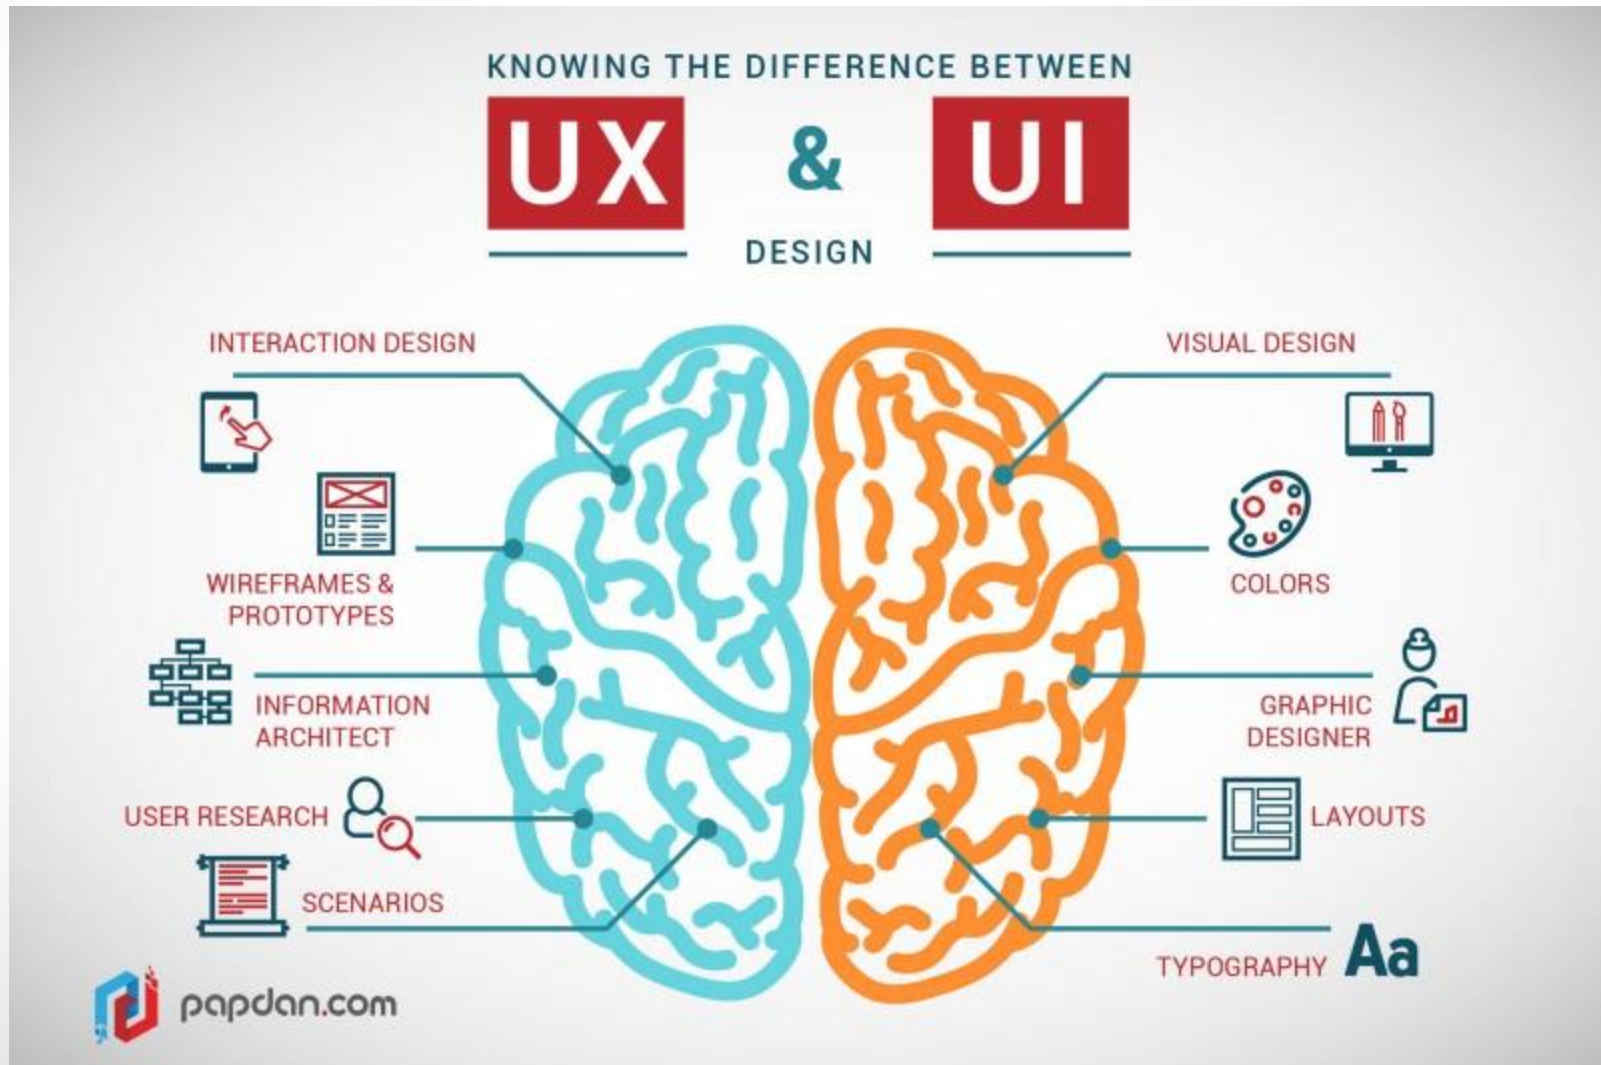 KNOWING THE DIFFERENCE BETWEEN
UX & UI
DESIGN
INTERACTION DESIGN
WIREFRAMES &
PROTOTYPES
INFORMATION
ARCHITECT
USER RESEARCH
SCENARIOS
VISUAL DESIGN
COLORS
GRAPHIC
DESIGNER
LAYOUTS
TYPOGRAPHY Aa
papdan.com